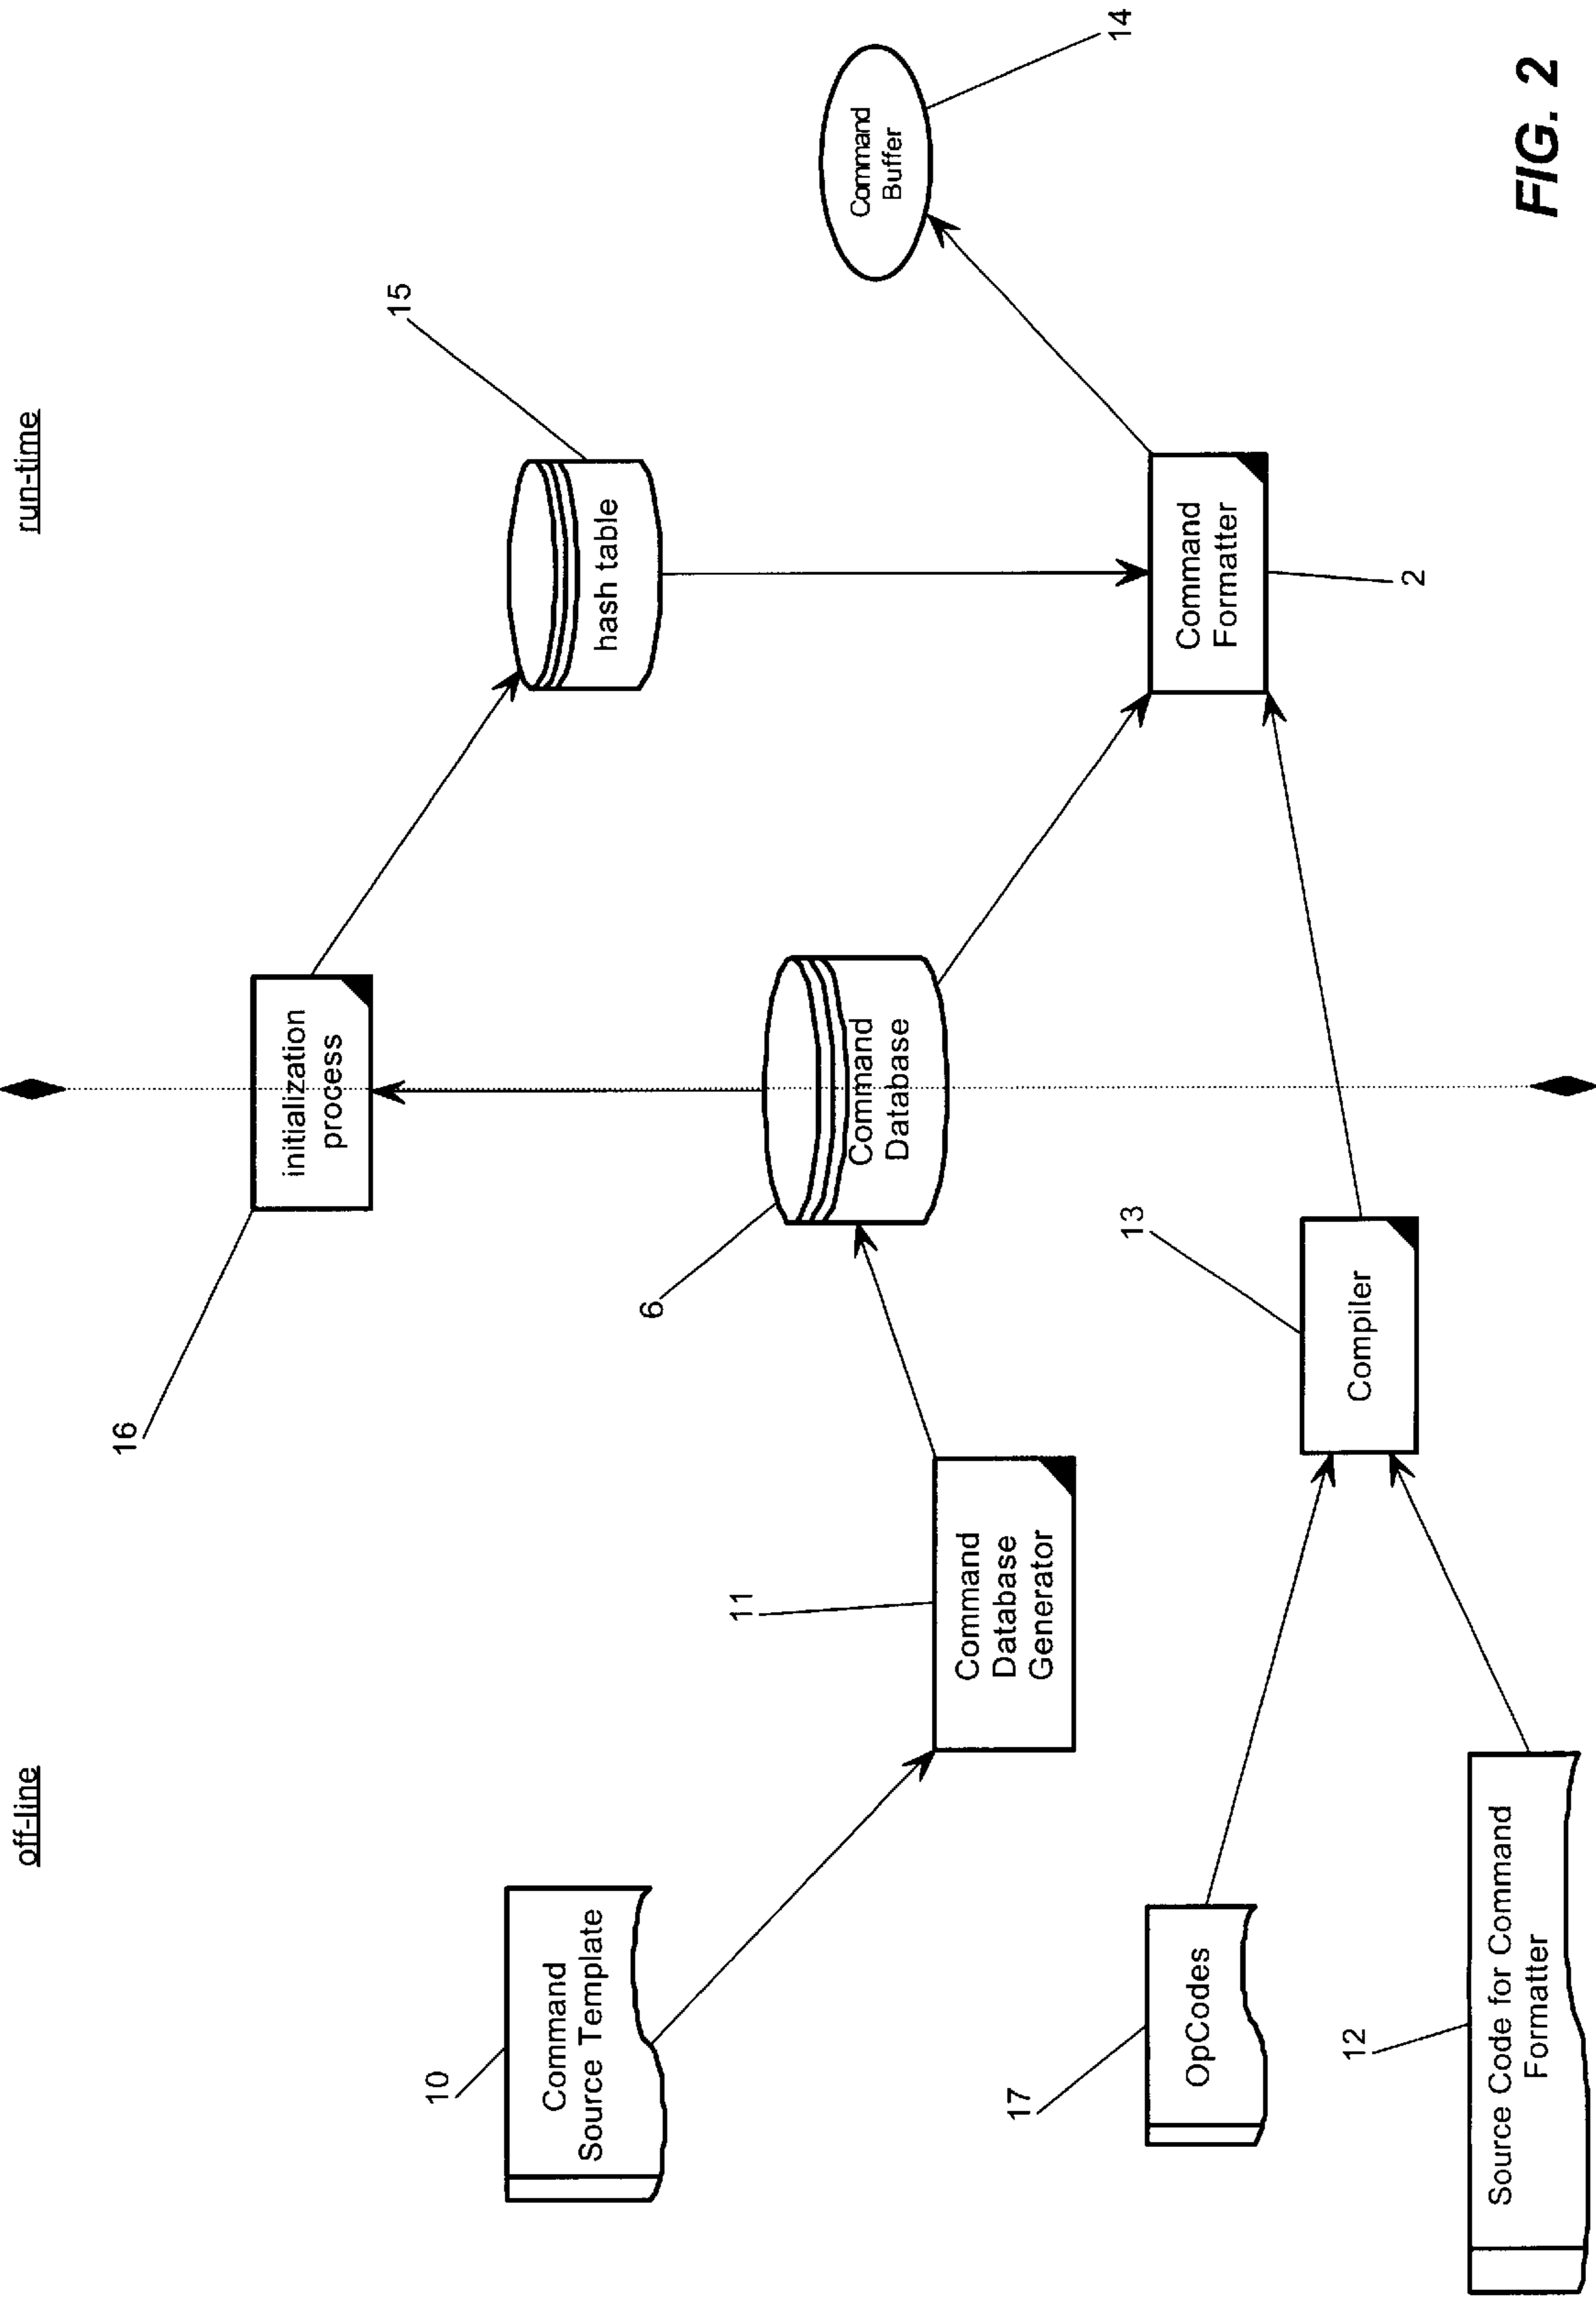 off-line
run-time
16
initialization
process
15
hash table
10
Command
Source Template
6
Command
Database
14
Command
Buffer
11
Command
Database
Generator
17
OpCodes
13
Compiler
Command
Formatter
2
12
Source Code for Command
Formatter
FIG. 2